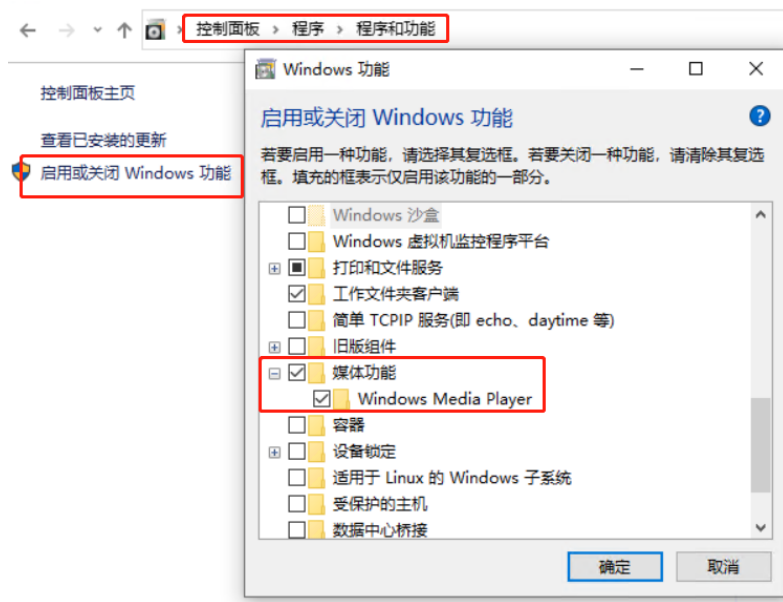 控制面板 > 程序 > 程序和功能
控制面板主页
查看已安装的更新
启用或关闭 Windows 功能
Windows 功能
启用或关闭 Windows 功能
若要启用一种功能，请选择其复选框。若要关闭一种功能，请清除其复选
框。填充的框表示仅启用该功能的一部分。
Windows 沙盒
Windows 虚拟机监控程序平台
打印和文件服务
工作文件夹客户端
简单 TCPIP 服务(即 echo、daytime 等)
旧版组件
媒体功能
Windows Media Player
容器
设备锁定
适用于 Linux 的 Windows 子系统
受保护的主机
数据中心桥接
确定
取消